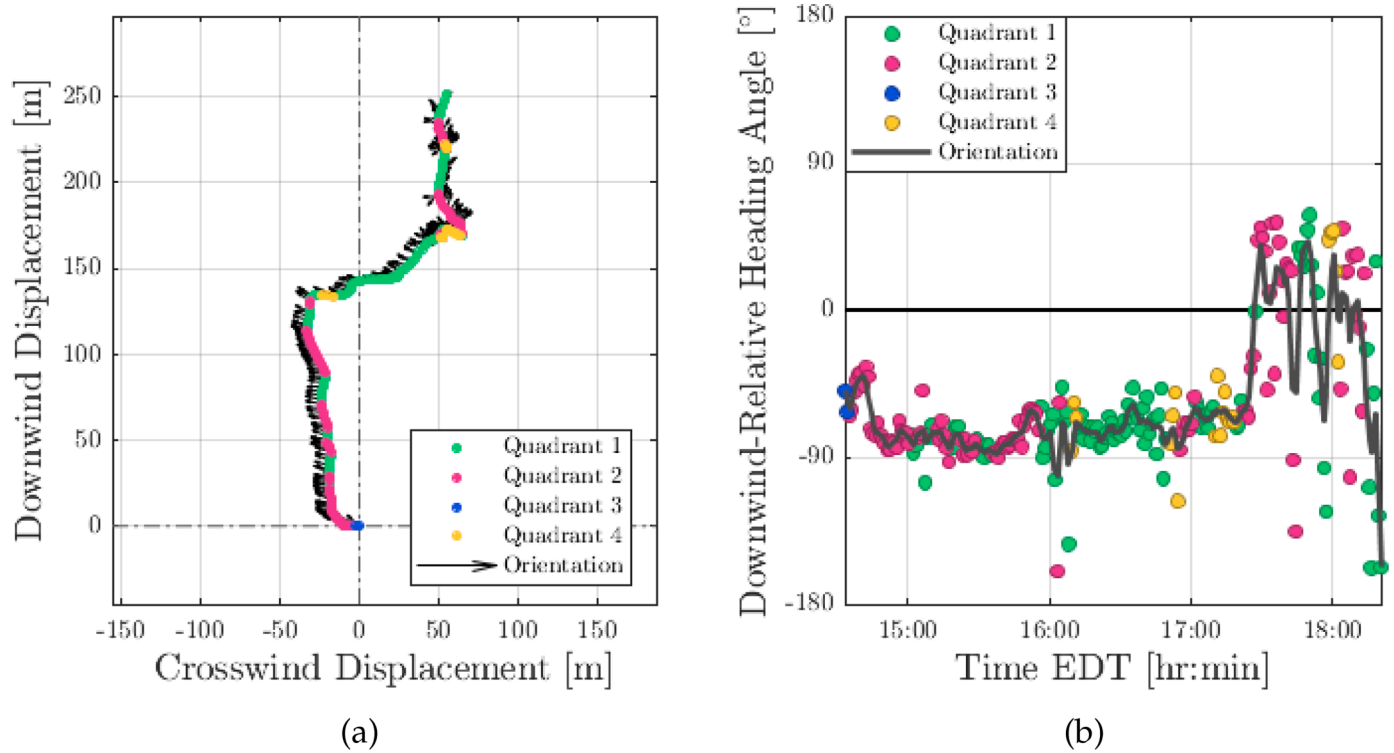 Downwind Displacement [m]
250
200
150
100
50
0
-150 -100 -50 0 50 100 150
Crosswind Displacement [m]
Quadrant 1
Quadrant 2
Quadrant 3
Quadrant 4
Orientation
(a)
Downwind-Relative Heading Angle [°]
180
90
0
-90
-180
15:00 16:00 17:00 18:00
Time EDT [hr:min]
Quadrant 1
Quadrant 2
Quadrant 3
Quadrant 4
Orientation
(b)